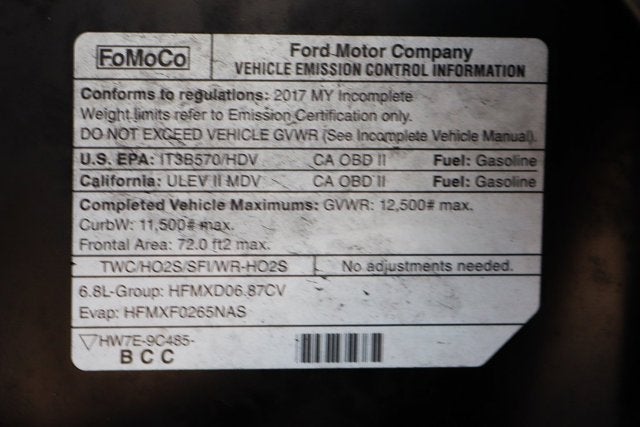 FoMoCo
Ford Motor Company
VEHICLE EMISSION CONTROL INFORMATION
Conforms to regulations: 2017 MY Incomplete
Weight limits refer to Emission Certification only.
DO NOT EXCEED VEHICLE GVWR (See Incomplete Vehicle Manual).
U.S. EPA: IT3B570/HDV CA OBD II Fuel: Gasoline
California: ULEV II MDV CA OBD II Fuel: Gasoline
Completed Vehicle Maximums: GVWR: 12,500# max.
CurbW: 11,500# max.
Frontal Area: 72.0 ft2 max.
TWC/HO2S/SFI/WR-HO2S No adjustments needed.
6.8L-Group: HFMXD06.87CV
Evap: HFMXF0265NAS
HW7E-9C485-
BCC